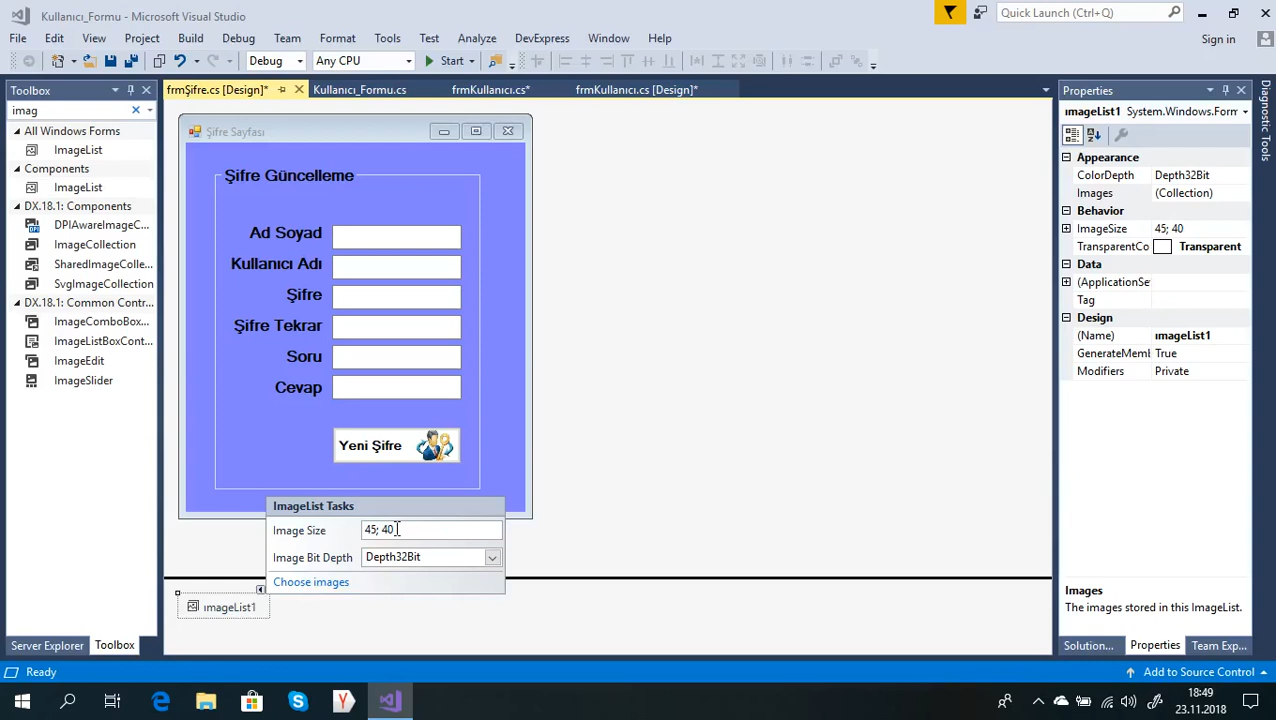 Kullanıcı_Formu - Microsoft Visual Studio
Quick Launch (Ctrl+Q)
File Edit View Project Build Debug Team Format Tools Test Analyze DevExpress Window Help
Sign in
Debug Any CPU Start
Toolbox
frmŞifre.cs [Design]* Kullanıcı_Formu.cs frmKullanıcı.cs* frmKullanıcı.cs [Design]*
Properties
Diagnostic Tools
imag
All Windows Forms
ImageList
Components
ImageList
DX.18.1: Components
DPIAwareImageC...
ImageCollection
SharedImageColle...
SvgImageCollection
DX.18.1: Common Contr...
ImageComboBox...
ImageListBoxCont...
ImageEdit
ImageSlider
Server Explorer Toolbox
Şifre Sayfası
Şifre Güncelleme
Ad Soyad
Kullanıcı Adı
Şifre
Şifre Tekrar
Soru
Cevap
Yeni Şifre
ImageList Tasks
Image Size 45; 40
Image Bit Depth Depth32Bit
Choose images
ımageList1
ımageList1 System.Windows.Form
Appearance
ColorDepth Depth32Bit
Images (Collection)
Behavior
ImageSize 45; 40
TransparentCo Transparent
Data
(ApplicationSe
Tag
Design
(Name) ımageList1
GenerateMemb True
Modifiers Private
Images
The images stored in this ImageList.
Solution... Properties Team Exp...
Ready
Add to Source Control
18:49
23.11.2018